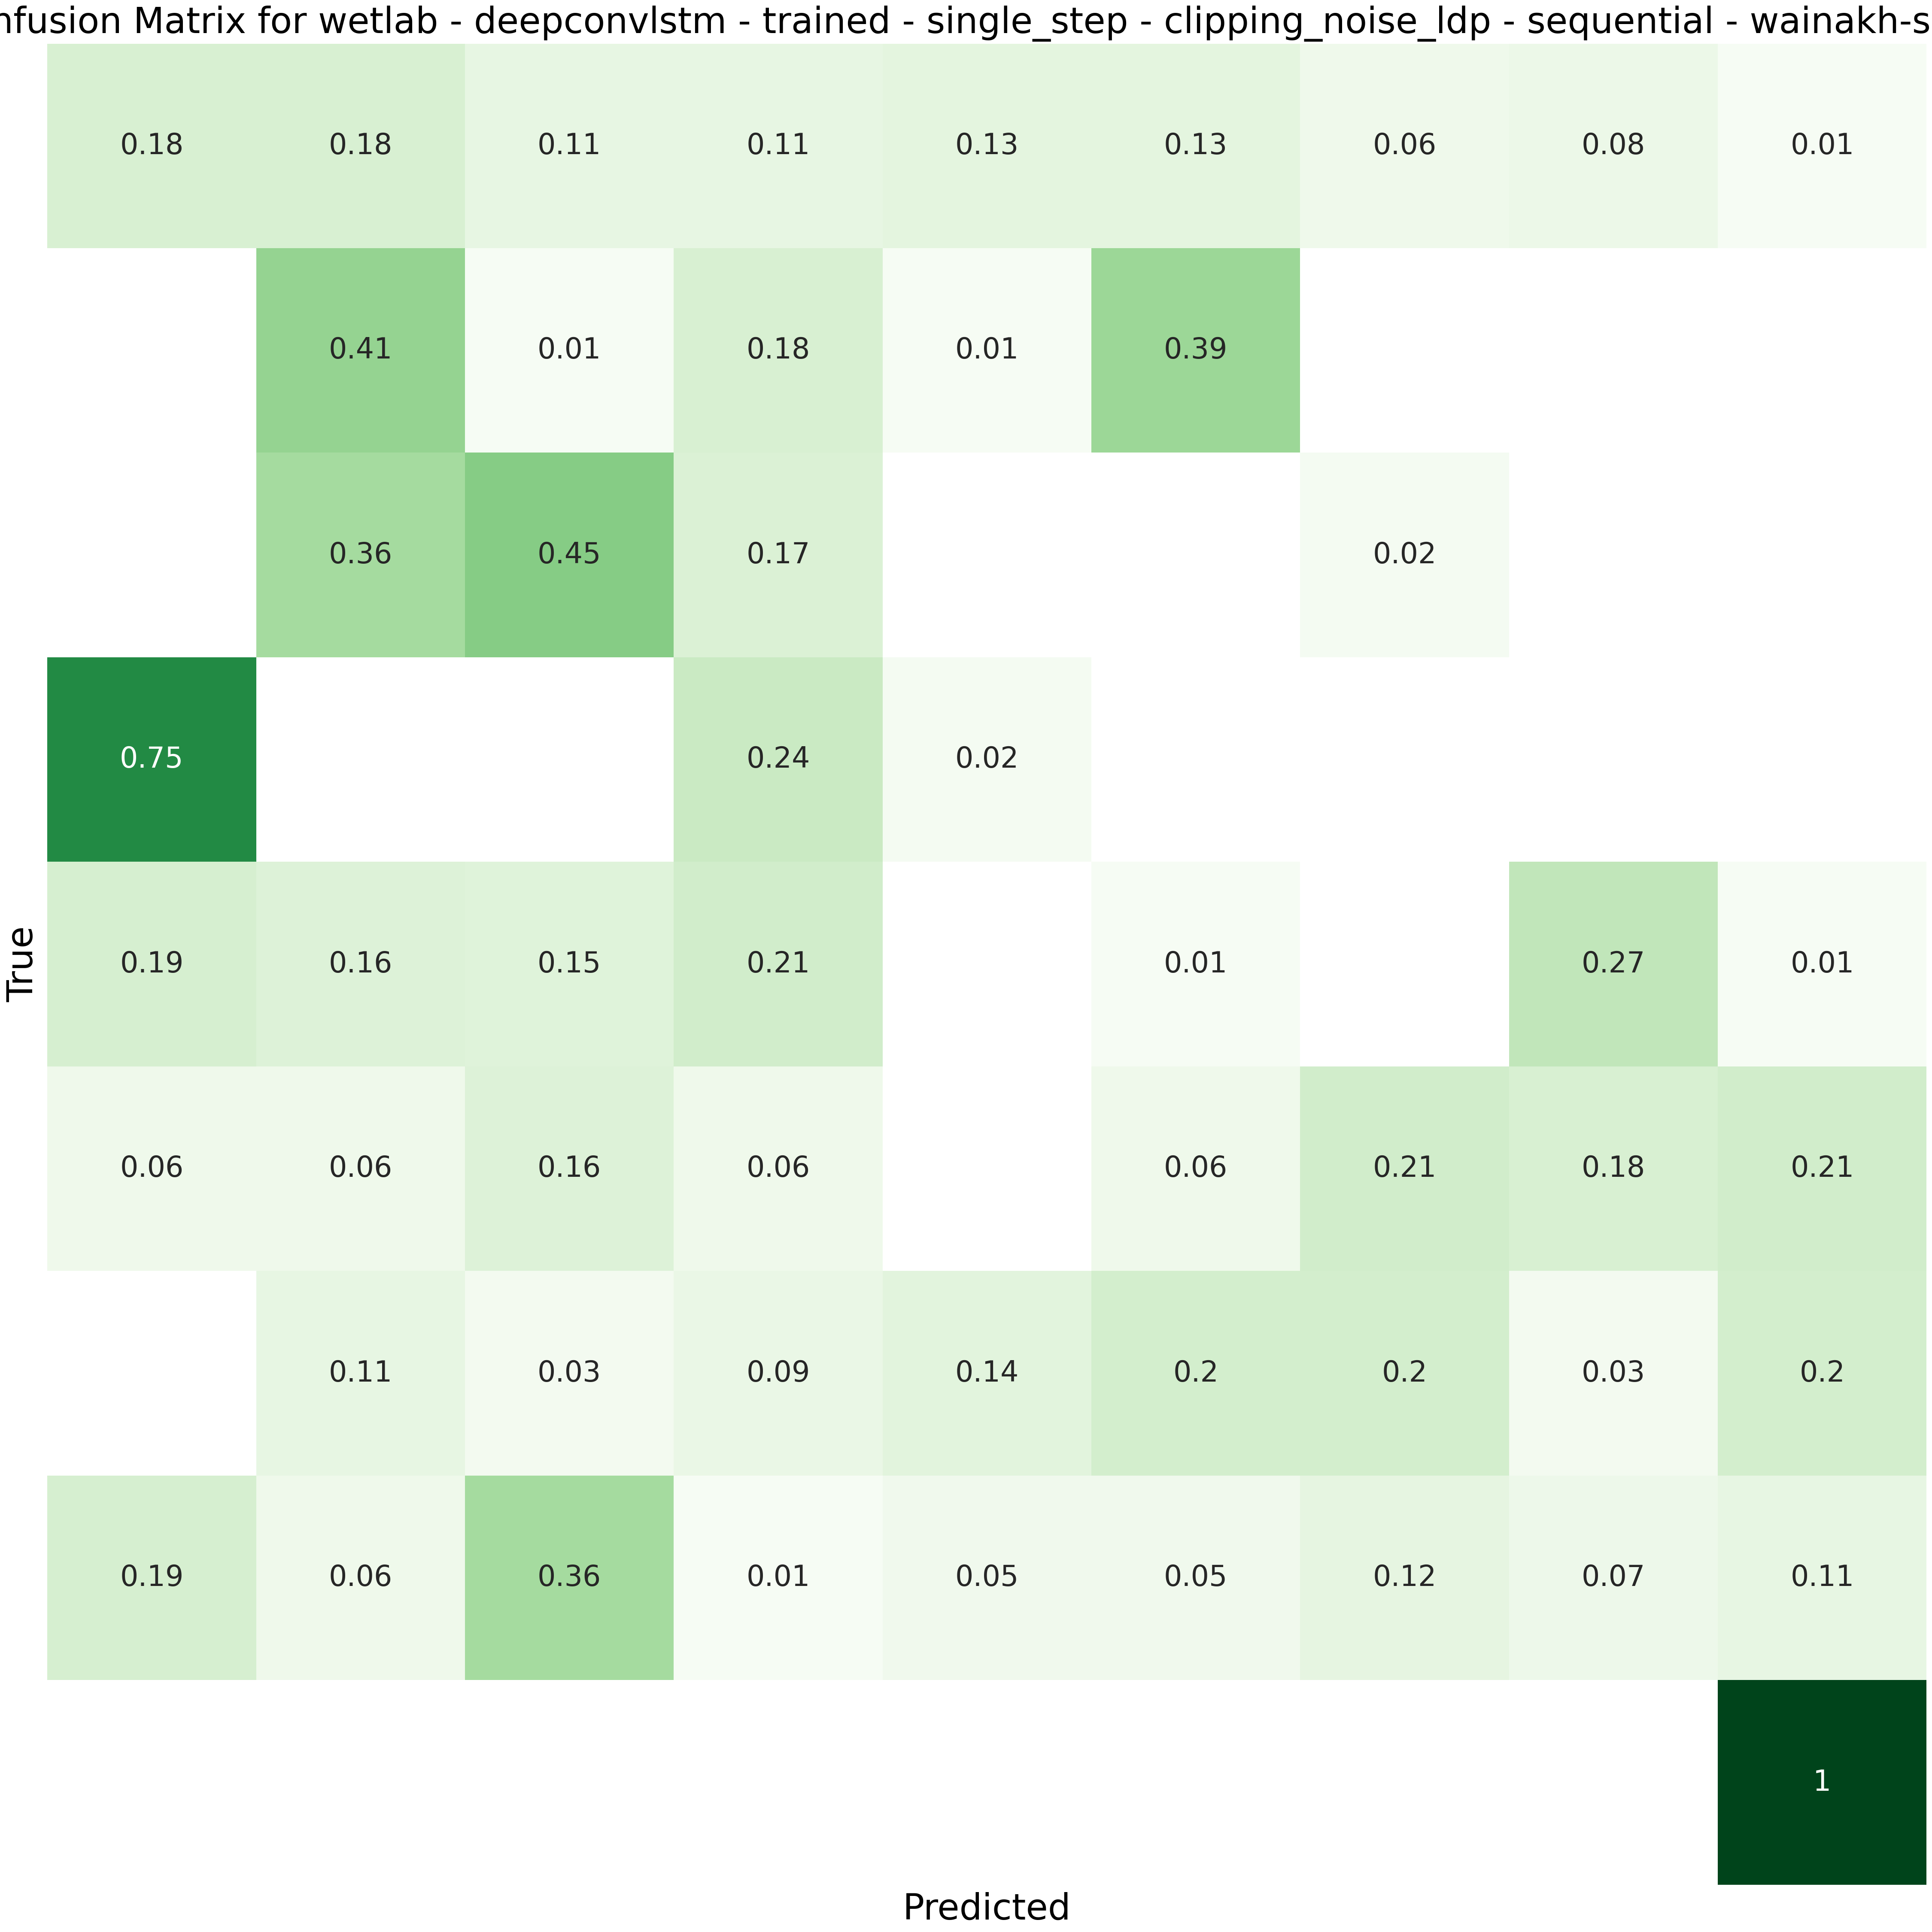 nfusion Matrix for wetlab - deepconvlstm - trained - single_step - clipping_noise_ldp - sequential - wainakh-s
0.18 0.18 0.11 0.11 0.13 0.13 0.06 0.08 0.01
0.41 0.01 0.18 0.01 0.39
0.36 0.45 0.17 0.02
0.75 0.24 0.02
True
0.19 0.16 0.15 0.21 0.01 0.27 0.01
0.06 0.06 0.16 0.06 0.06 0.21 0.18 0.21
0.11 0.03 0.09 0.14 0.2 0.2 0.03 0.2
0.19 0.06 0.36 0.01 0.05 0.05 0.12 0.07 0.11
1
Predicted